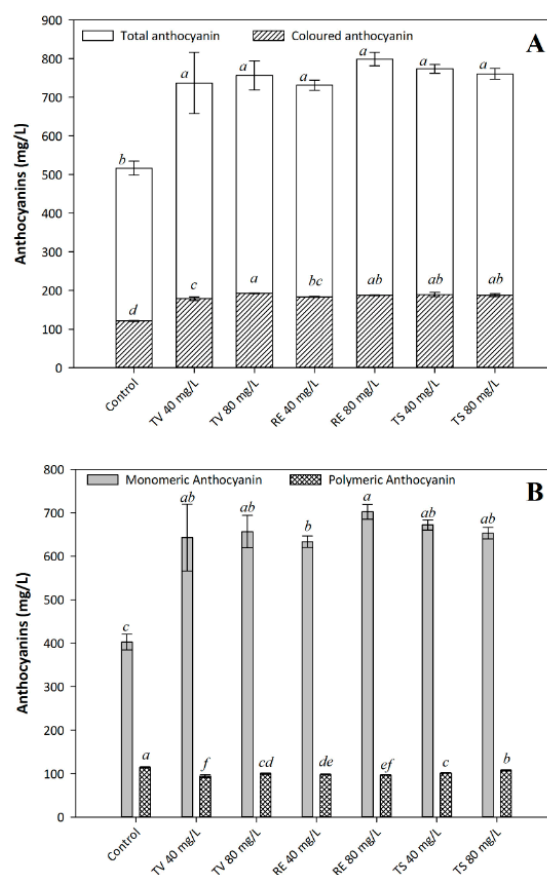 A
Total anthocyanin Coloured anthocyanin
Anthocyanins (mg/L)
900
800
700
600
500
400
300
200
100
0
b a a a a a a
d c a bc ab ab ab
Control TV 40 mg/L TV 80 mg/L RE 40 mg/L RE 80 mg/L TS 40 mg/L TS 80 mg/L
B
Monomeric Anthocyanin Polymeric Anthocyanin
Anthocyanins (mg/L)
800
700
600
500
400
300
200
100
0
c ab ab b a ab ab
a f cd de ef c b
Control TV 40 mg/L TV 80 mg/L RE 40 mg/L RE 80 mg/L TS 40 mg/L TS 80 mg/L